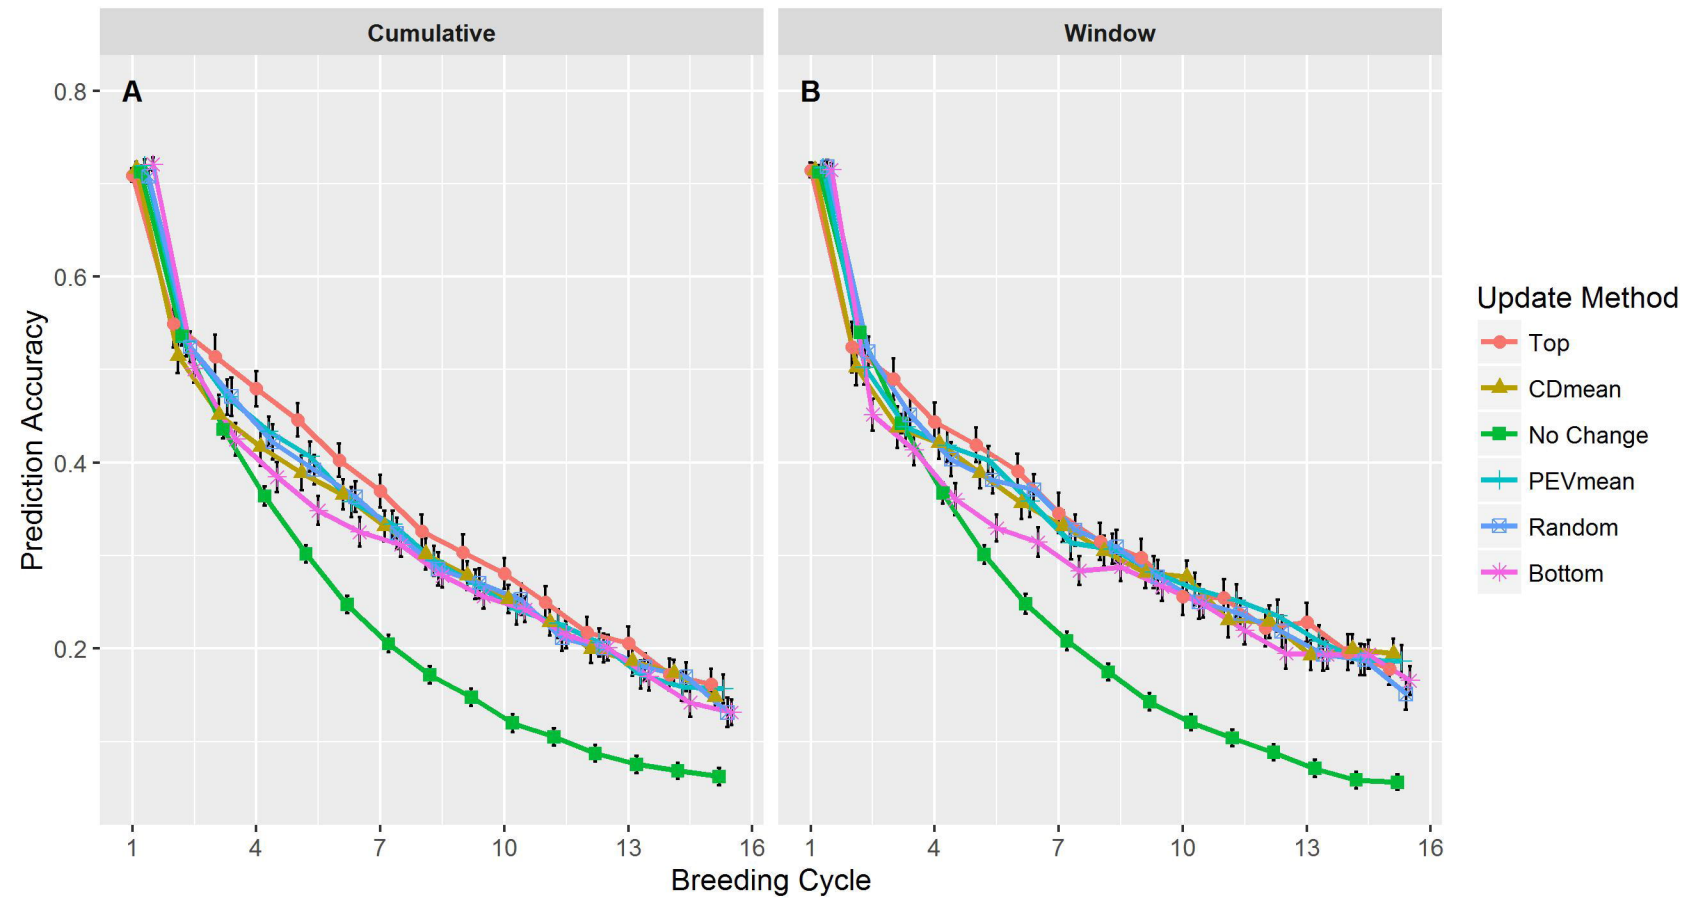 Cumulative
Window
A
B
0.8
0.6
0.4
0.2
Prediction Accuracy
1 4 7 10 13 16
1 4 7 10 13 16
Breeding Cycle
Update Method
Top
CDmean
No Change
PEVmean
Random
Bottom